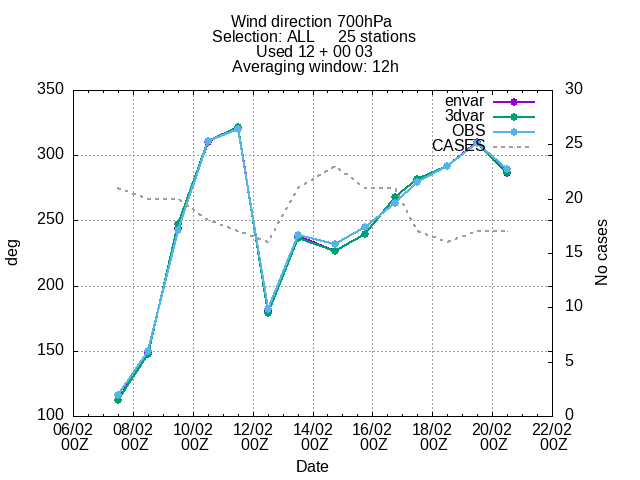 Wind direction 700hPa
Selection: ALL 25 stations
Used 12 + 00 03
Averaging window: 12h
envar
3dvar
OBS
CASES
350
300
250
200
150
100
deg
30
25
20
15
10
5
0
No cases
06/02 08/02 10/02 12/02 14/02 16/02 18/02 20/02 22/02
00Z 00Z 00Z 00Z 00Z 00Z 00Z 00Z 00Z
Date